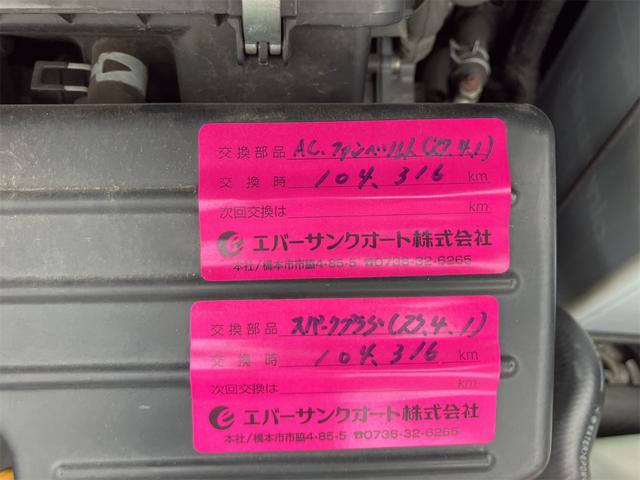 交換部品 AC.ファンベルト(27.4.1)
交換時 104,316 km
次回交換は km
エバーサンクオート株式会社
本社/橋本市市脇4-85-5 ☎0736-32-6265
交換部品 スパークプラグ(27.4.1)
交換時 104,316 km
次回交換は km
エバーサンクオート株式会社
本社/橋本市市脇4-85-5 ☎0736-32-6265